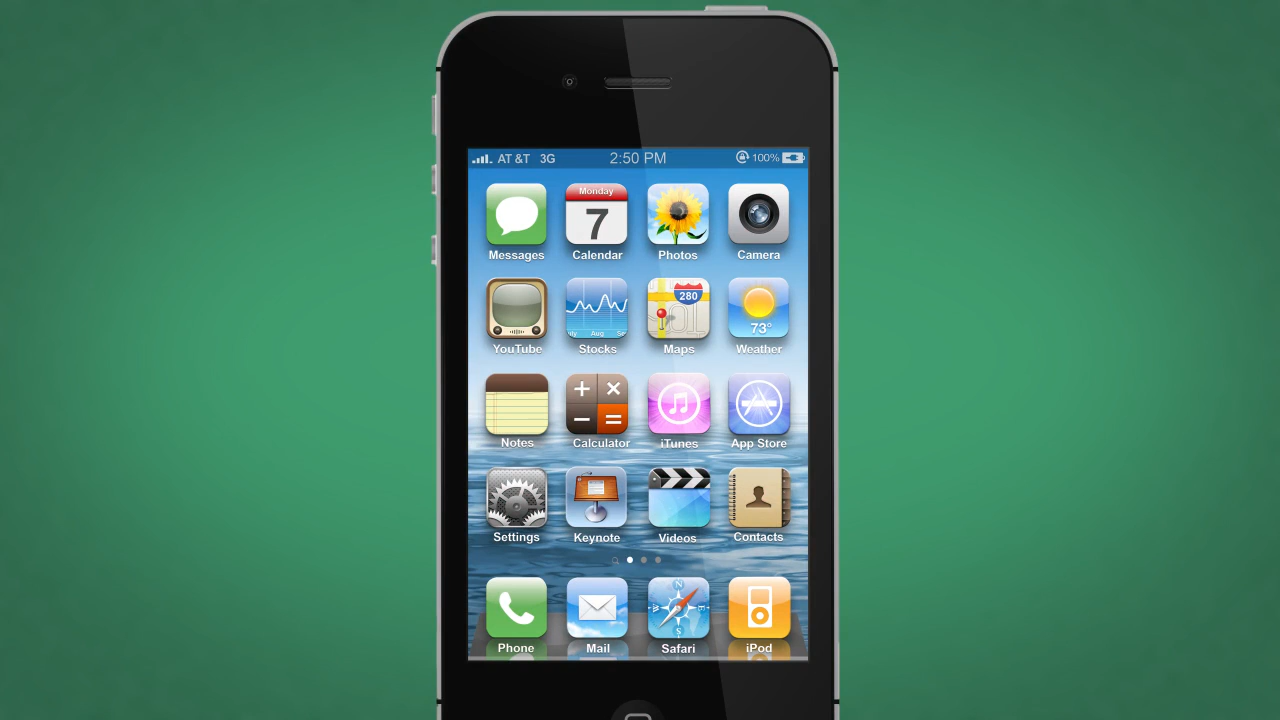 AT&T 3G 2:50 PM 100%
Monday
7
Messages Calendar Photos Camera
280
73°
Aug
YouTube Stocks Maps Weather
Notes Calculator iTunes App Store
Settings Keynote Videos Contacts
N
W E
S
Phone Mail Safari iPod